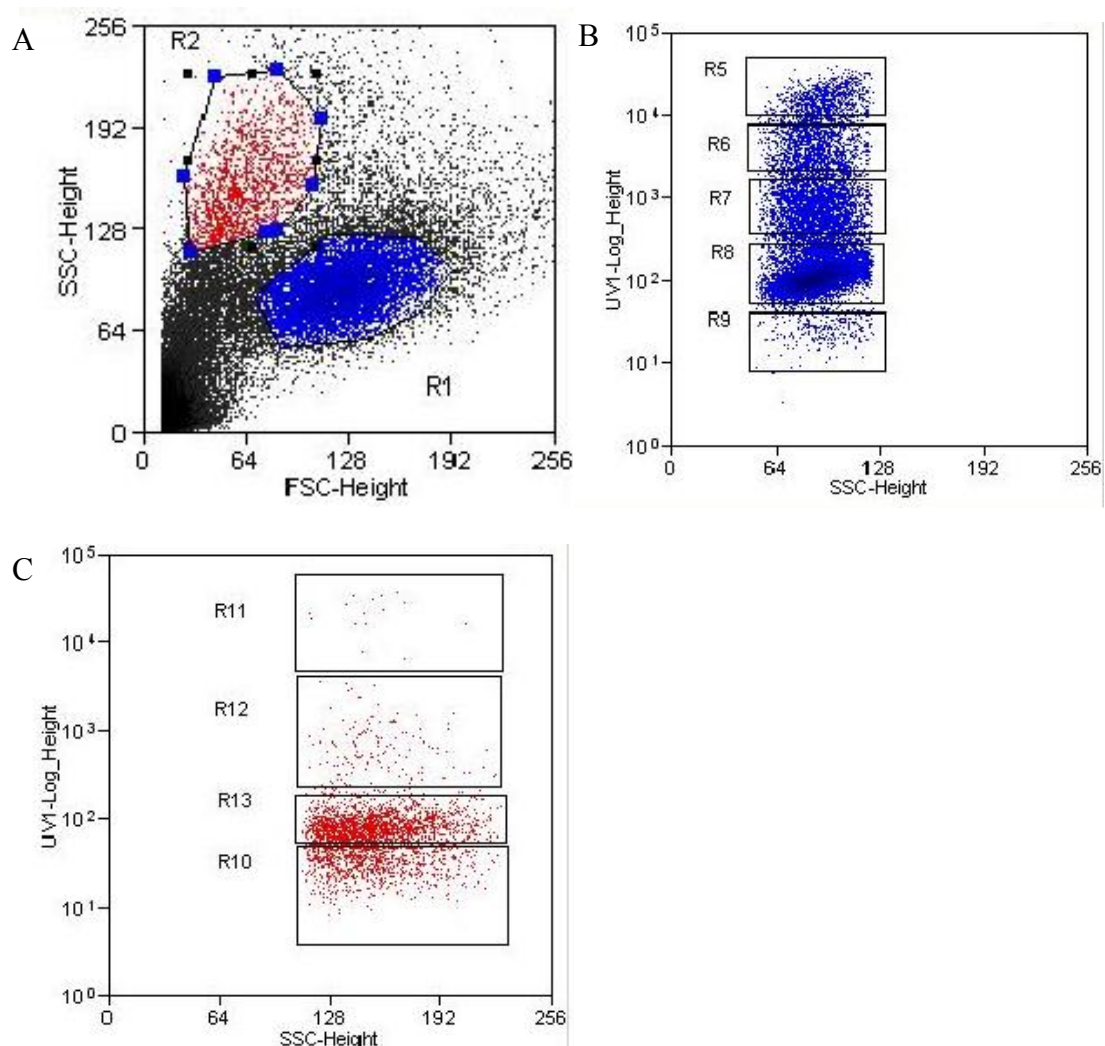 A
R2
256
192
128
64
0
SSC-Height
R1
0 64 128 192 256
FSC-Height
B
10⁵
10⁴
10³
10²
10¹
10⁰
UV1-Log_Height
R5
R6
R7
R8
R9
0 64 128 192 256
SSC-Height
C
10⁵
10⁴
10³
10²
10¹
10⁰
UV1-Log_Height
R11
R12
R13
R10
0 64 128 192 256
SSC-Height